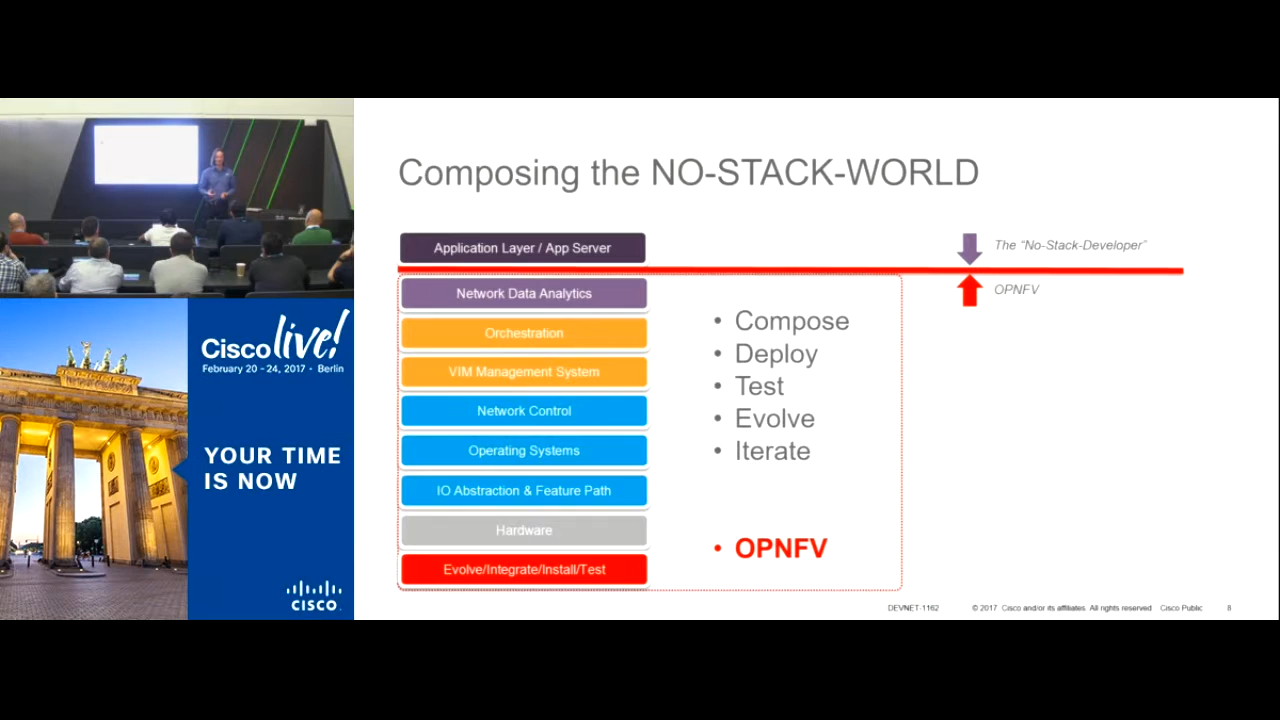 Composing the NO-STACK-WORLD
Application Layer / App Server
The "No-Stack-Developer"
OPNFV
Network Data Analytics
Orchestration
VIM Management System
Network Control
Operating Systems
IO Abstraction & Feature Path
Hardware
Evolve/Integrate/Install/Test
• Compose
• Deploy
• Test
• Evolve
• Iterate
• OPNFV
DEVNET-1162 © 2017 Cisco and/or its affiliates. All rights reserved Cisco Public 8
Cisco live!
February 20 - 24, 2017 • Berlin
YOUR TIME
IS NOW
CISCO.